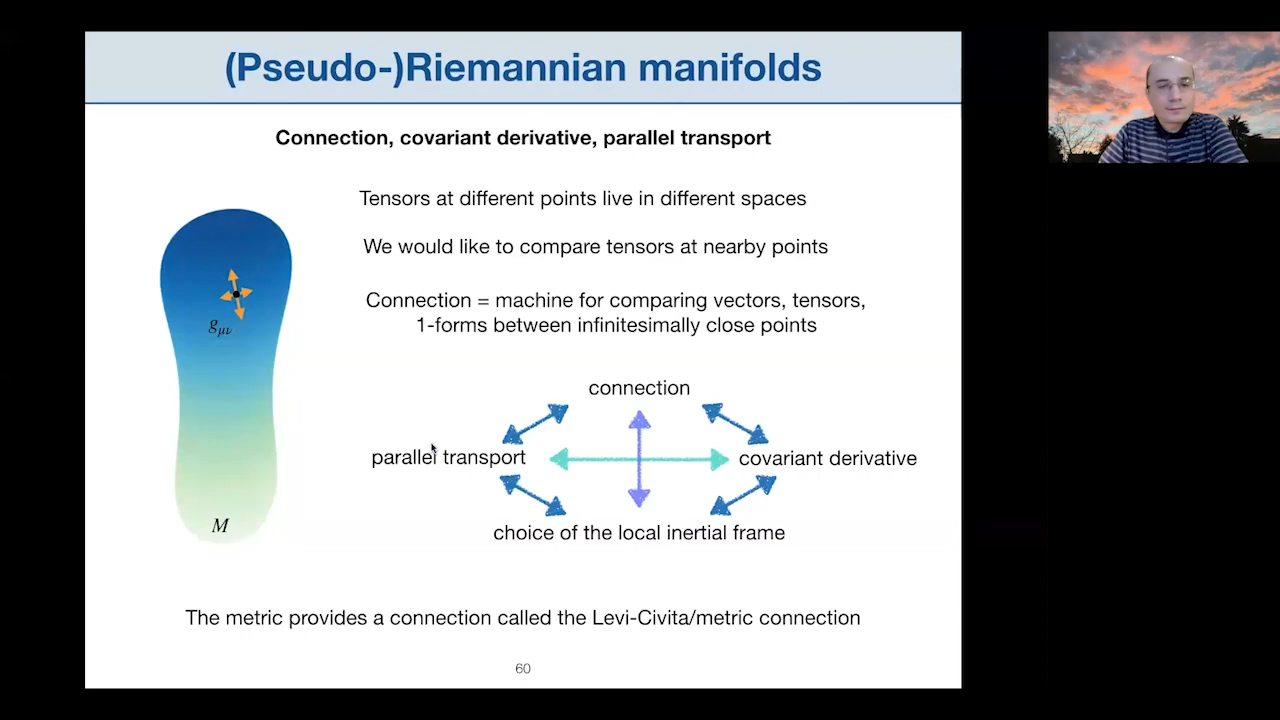 (Pseudo-)Riemannian manifolds
Connection, covariant derivative, parallel transport
Tensors at different points live in different spaces
We would like to compare tensors at nearby points
Connection = machine for comparing vectors, tensors,
1-forms between infinitesimally close points
g_{μν}
connection
parallel transport
covariant derivative
M
choice of the local inertial frame
The metric provides a connection called the Levi-Civita/metric connection
60